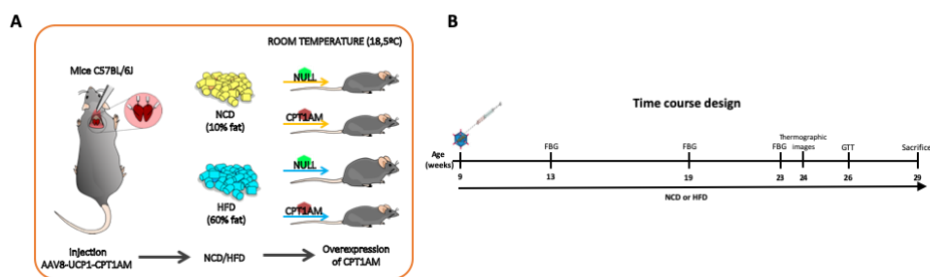 A
ROOM TEMPERATURE (18,5ºC)
Mice C57BL/6J
NULL
NCD
(10% fat)
CPT1AM
NULL
HFD
(60% fat)
CPT1AM
Injection
AAV8-UCP1-CPT1AM
NCD/HFD
Overexpression
of CPT1AM
B
Time course design
Age
(weeks)
FBG
FBG
FBG
Thermographic
images
GTT
Sacrifice
9
13
19
23
24
26
29
NCD or HFD